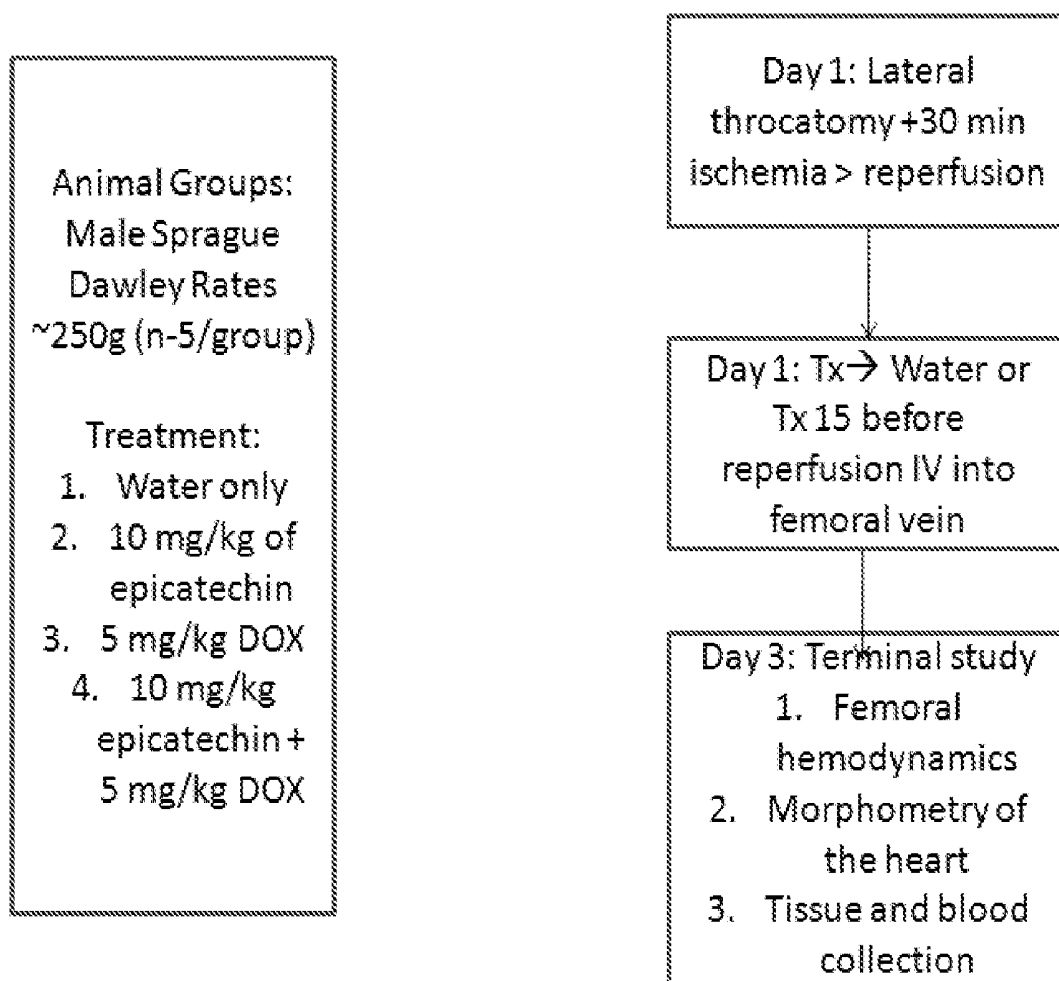 Animal Groups:
Male Sprague
Dawley Rates
~250g (n-5/group)
Treatment:
1. Water only
2. 10 mg/kg of
epicatechin
3. 5 mg/kg DOX
4. 10 mg/kg
epicatechin +
5 mg/kg DOX
Day 1: Lateral
throcatomy +30 min
ischemia > reperfusion
Day 1: Tx→ Water or
Tx 15 before
reperfusion IV into
femoral vein
Day 3: Terminal study
1. Femoral
hemodynamics
2. Morphometry of
the heart
3. Tissue and blood
collection